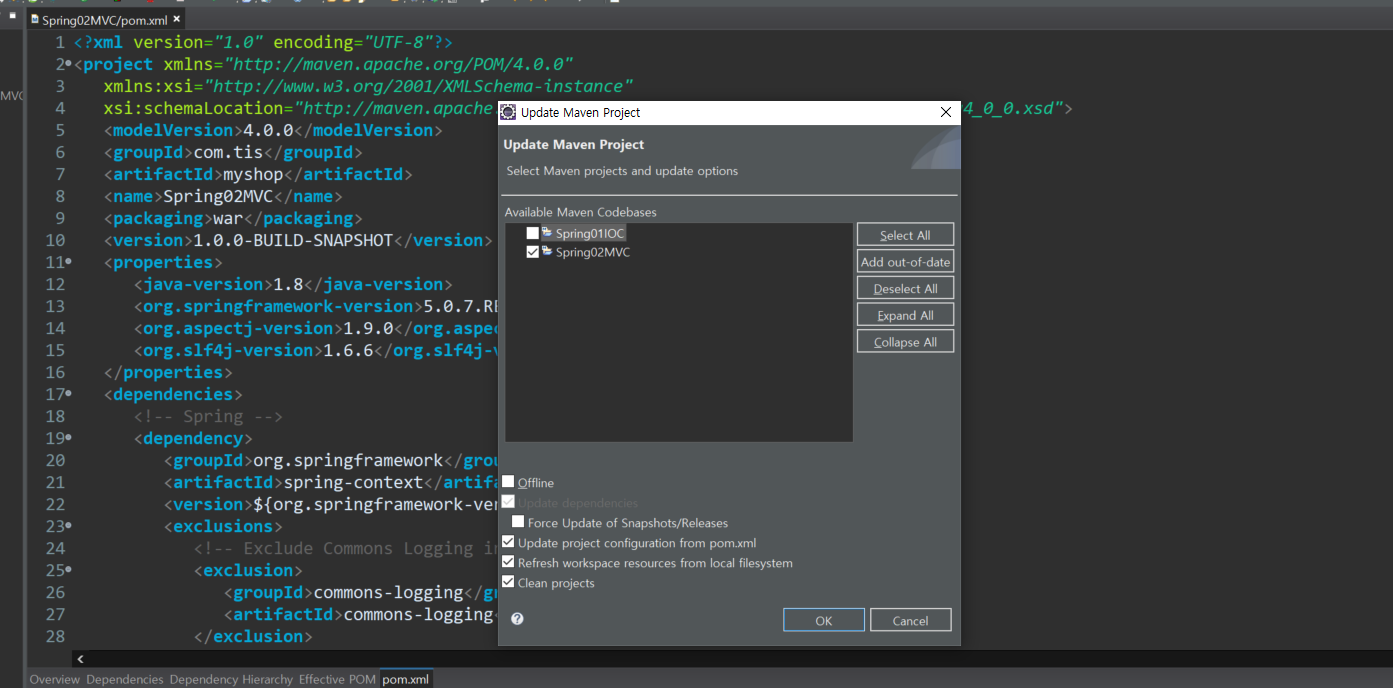 Spring02MVC/pom.xml
MVC
1 <?xml version="1.0" encoding="UTF-8"?>
2 <project xmlns="http://maven.apache.org/POM/4.0.0"
3 xmlns:xsi="http://www.w3.org/2001/XMLSchema-instance"
4 xsi:schemaLocation="http://maven.apache. 4_0_0.xsd">
5 <modelVersion>4.0.0</modelVersion>
6 <groupId>com.tis</groupId>
7 <artifactId>myshop</artifactId>
8 <name>Spring02MVC</name>
9 <packaging>war</packaging>
10 <version>1.0.0-BUILD-SNAPSHOT</version>
11 <properties>
12 <java-version>1.8</java-version>
13 <org.springframework-version>5.0.7.RE
14 <org.aspectj-version>1.9.0</org.aspec
15 <org.slf4j-version>1.6.6</org.slf4j-v
16 </properties>
17 <dependencies>
18 <!-- Spring -->
19 <dependency>
20 <groupId>org.springframework</grou
21 <artifactId>spring-context</artifa
22 <version>${org.springframework-ver
23 <exclusions>
24 <!-- Exclude Commons Logging in
25 <exclusion>
26 <groupId>commons-logging</gr
27 <artifactId>commons-logging<
28 </exclusion>
Update Maven Project
Update Maven Project
Select Maven projects and update options
Available Maven Codebases
Spring01IOC
Spring02MVC
Select All
Add out-of-date
Deselect All
Expand All
Collapse All
Offline
Update dependencies
Force Update of Snapshots/Releases
Update project configuration from pom.xml
Refresh workspace resources from local filesystem
Clean projects
OK
Cancel
Overview Dependencies Dependency Hierarchy Effective POM pom.xml